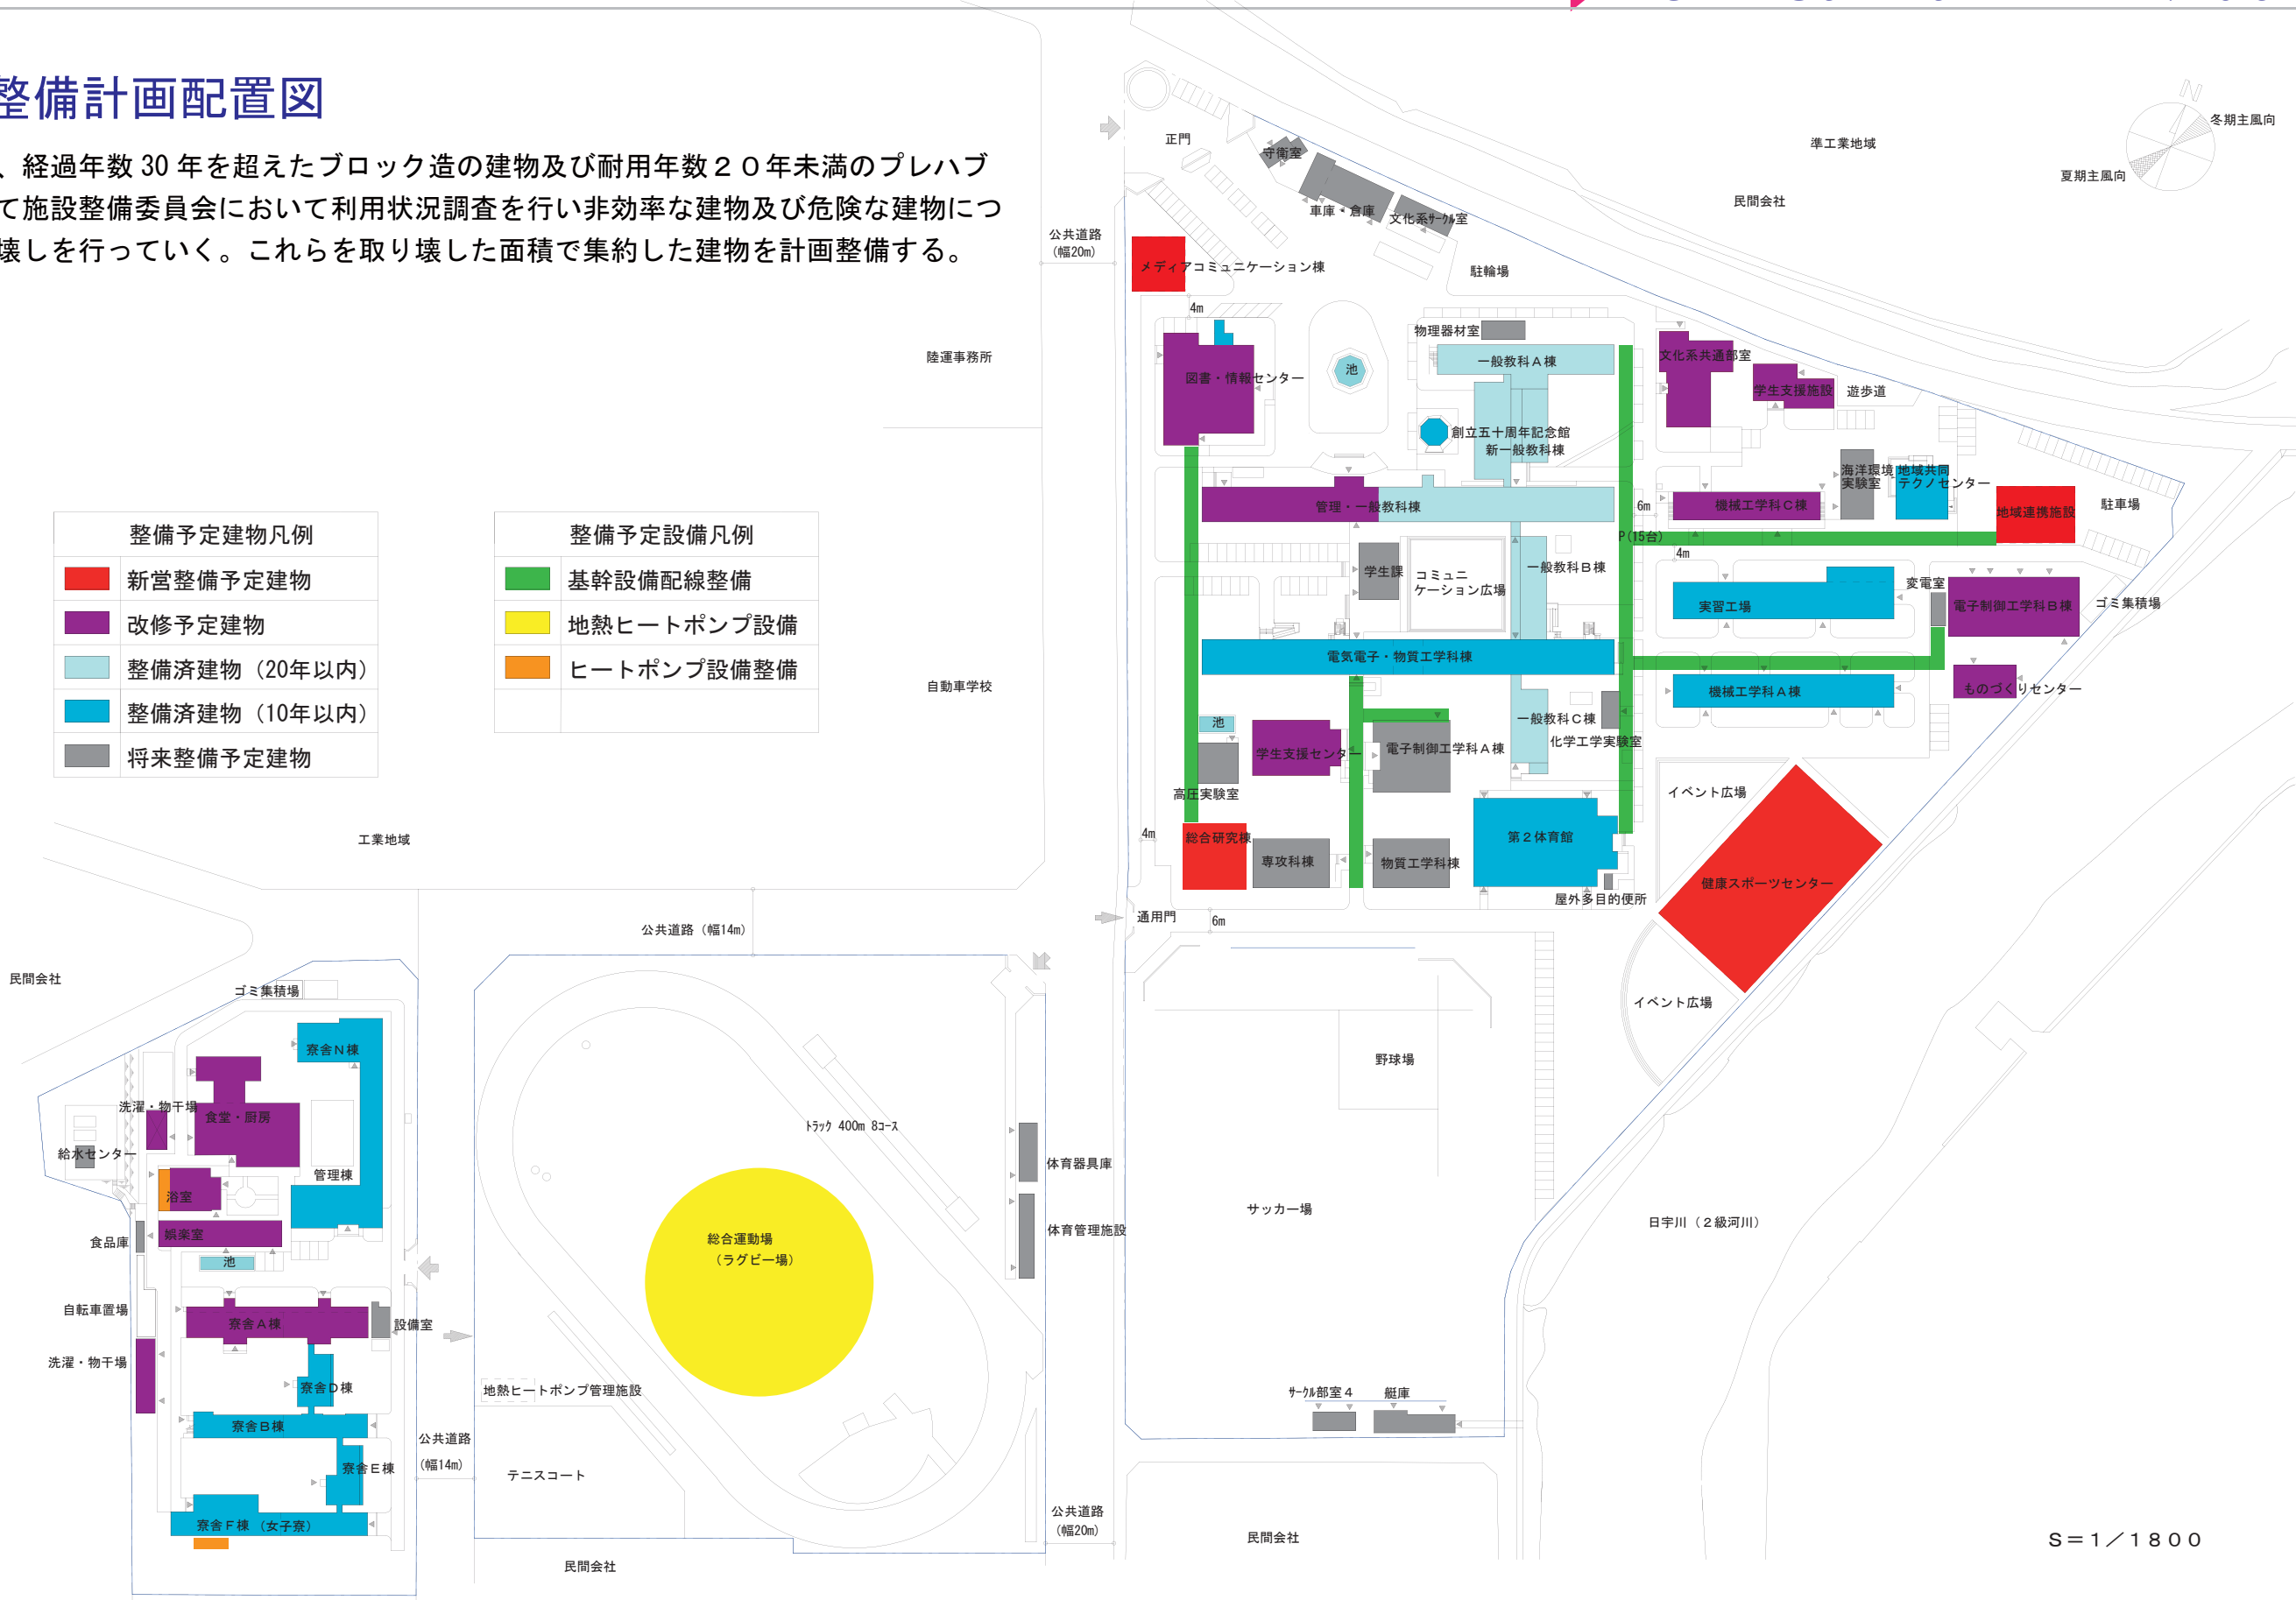 整備計画配置図
、経過年数 30 年を超えたブロック造の建物及び耐用年数２０年未満のプレハブ
て施設整備委員会において利用状況調査を行い非効率な建物及び危険な建物につ
壊しを行っていく。これらを取り壊した面積で集約した建物を計画整備する。
整備予定建物凡例
新営整備予定建物
改修予定建物
整備済建物（20年以内）
整備済建物（10年以内）
将来整備予定建物
整備予定設備凡例
基幹設備配線整備
地熱ヒートポンプ設備
ヒートポンプ設備整備
N
冬期主風向
夏期主風向
準工業地域
民間会社
正門
守衛室
車庫・倉庫
文化系ｻｰｸﾙ室
駐輪場
公共道路
(幅20m)
メディアコミュニケーション棟
4m
陸運事務所
自動車学校
図書・情報センター
池
物理器材室
一般教科Ａ棟
創立五十周年記念館
新一般教科棟
文化系共通部室
学生支援施設
遊歩道
管理・一般教科棟
6m
機械工学科Ｃ棟
海洋環境
実験室
地域共同
テクノセンター
地域連携施設
駐車場
P(15台)
4m
学生課
コミュニ
ケーション広場
一般教科Ｂ棟
実習工場
変電室
電子制御工学科Ｂ棟
ゴミ集積場
電気電子・物質工学科棟
機械工学科Ａ棟
ものづくりセンター
池
学生支援センター
電子制御工学科Ａ棟
一般教科Ｃ棟
化学工学実験室
高圧実験室
4m
総合研究棟
専攻科棟
物質工学科棟
第２体育館
屋外多目的便所
イベント広場
健康スポーツセンター
イベント広場
通用門
6m
工業地域
公共道路（幅14m）
民間会社
ゴミ集積場
寮舎Ｎ棟
洗濯・物干場
食堂・厨房
給水センター
管理棟
浴室
食品庫
娯楽室
池
自転車置場
寮舎Ａ棟
設備室
洗濯・物干場
寮舎Ｄ棟
寮舎Ｂ棟
寮舎Ｅ棟
寮舎Ｆ棟（女子寮）
公共道路
(幅14m)
ﾄﾗｯｸ 400m 8ｺｰｽ
総合運動場
（ラグビー場）
体育器具庫
体育管理施設
地熱ヒートポンプ管理施設
テニスコート
民間会社
公共道路
(幅20m)
野球場
サッカー場
日宇川（２級河川）
ｻｰｸﾙ部室４
艇庫
民間会社
Ｓ＝１／１８００